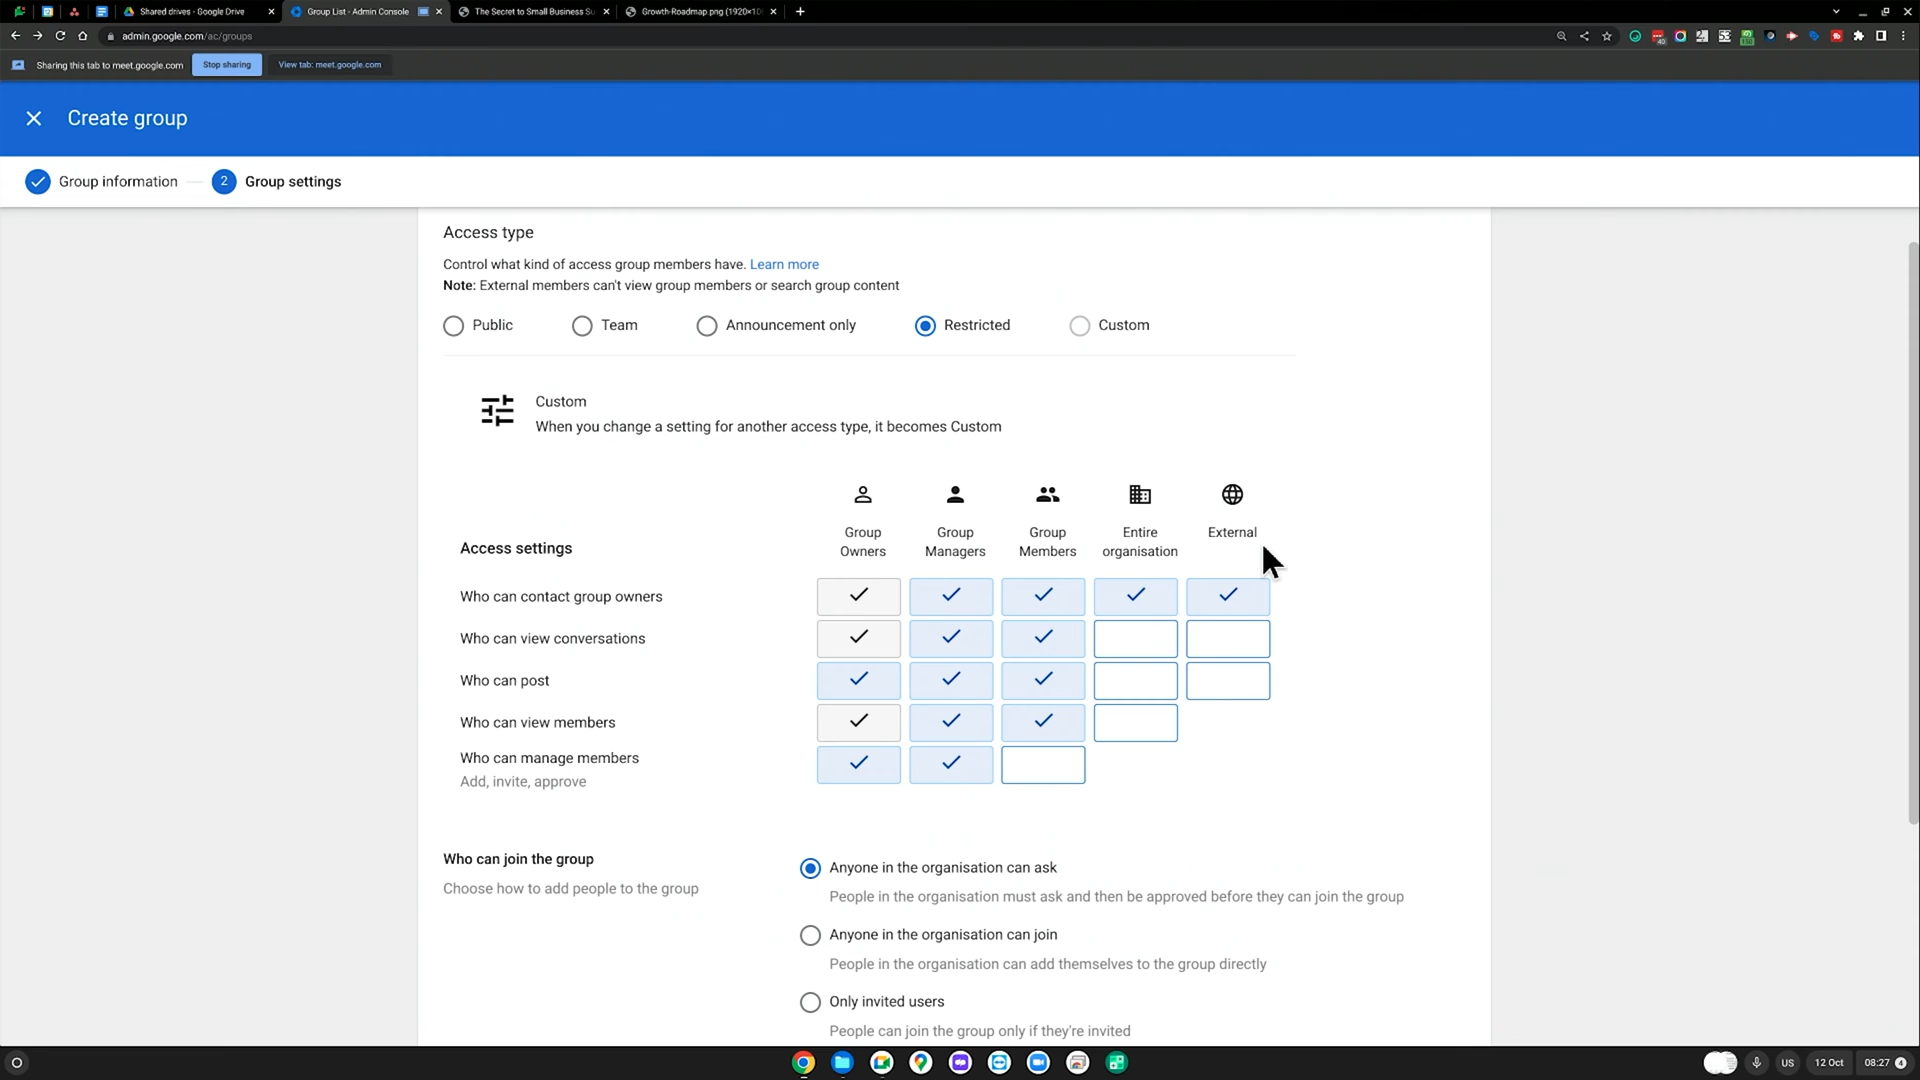 Shared drives - Google Drive
Group List - Admin Console
The Secret to Small Business Su
Growth-Roadmap.png (1920×10
admin.google.com/ac/groups
Sharing this tab to meet.google.com
Stop sharing
View tab: meet.google.com
Create group
Group information
2
Group settings
Access type
Control what kind of access group members have. Learn more
Note: External members can't view group members or search group content
Public
Team
Announcement only
Restricted
Custom
Custom
When you change a setting for another access type, it becomes Custom
Group Owners
Group Managers
Group Members
Entire organisation
External
Access settings
Who can contact group owners
Who can view conversations
Who can post
Who can view members
Who can manage members
Add, invite, approve
Who can join the group
Choose how to add people to the group
Anyone in the organisation can ask
People in the organisation must ask and then be approved before they can join the group
Anyone in the organisation can join
People in the organisation can add themselves to the group directly
Only invited users
People can join the group only if they're invited
US
12 Oct
08:27
4